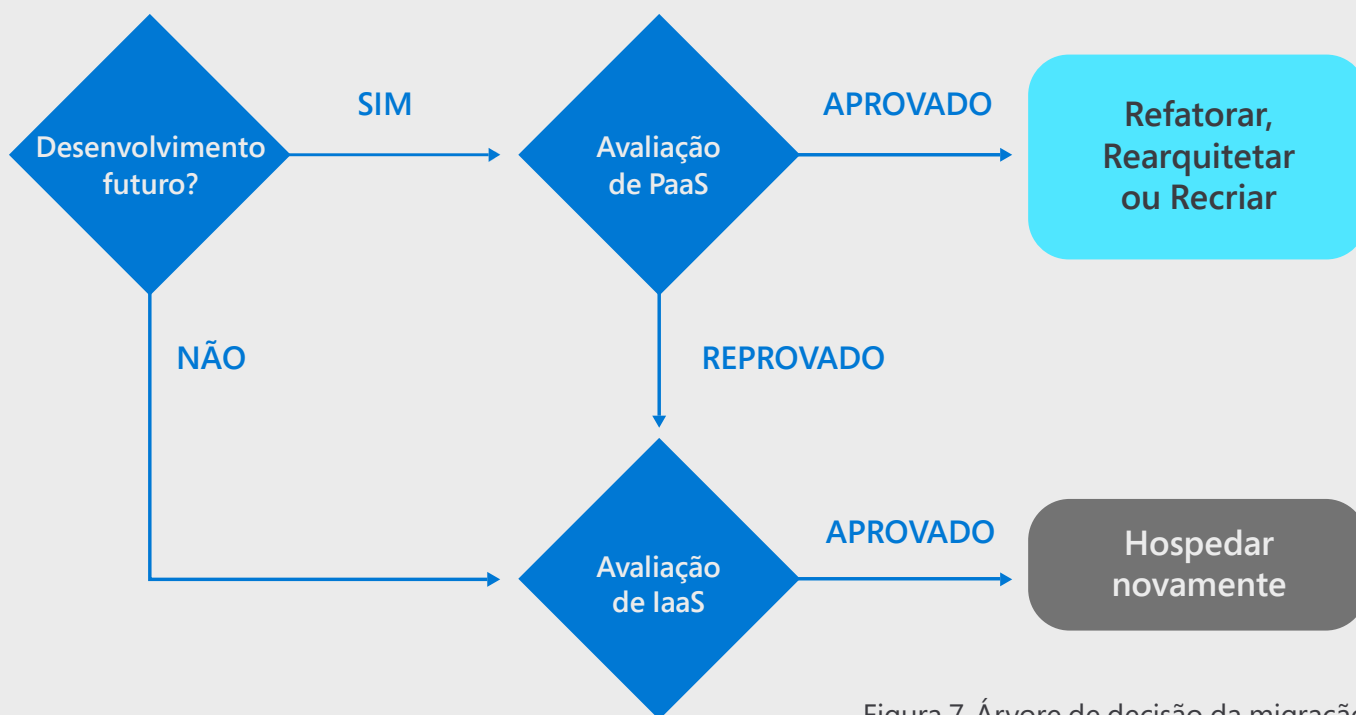 Desenvolvimento
futuro?
SIM
Avaliação
de PaaS
APROVADO
Refatorar,
Rearquitetar
ou Recriar
NÃO
REPROVADO
Avaliação
de IaaS
APROVADO
Hospedar
novamente
Figura 7. Árvore de decisão da migração